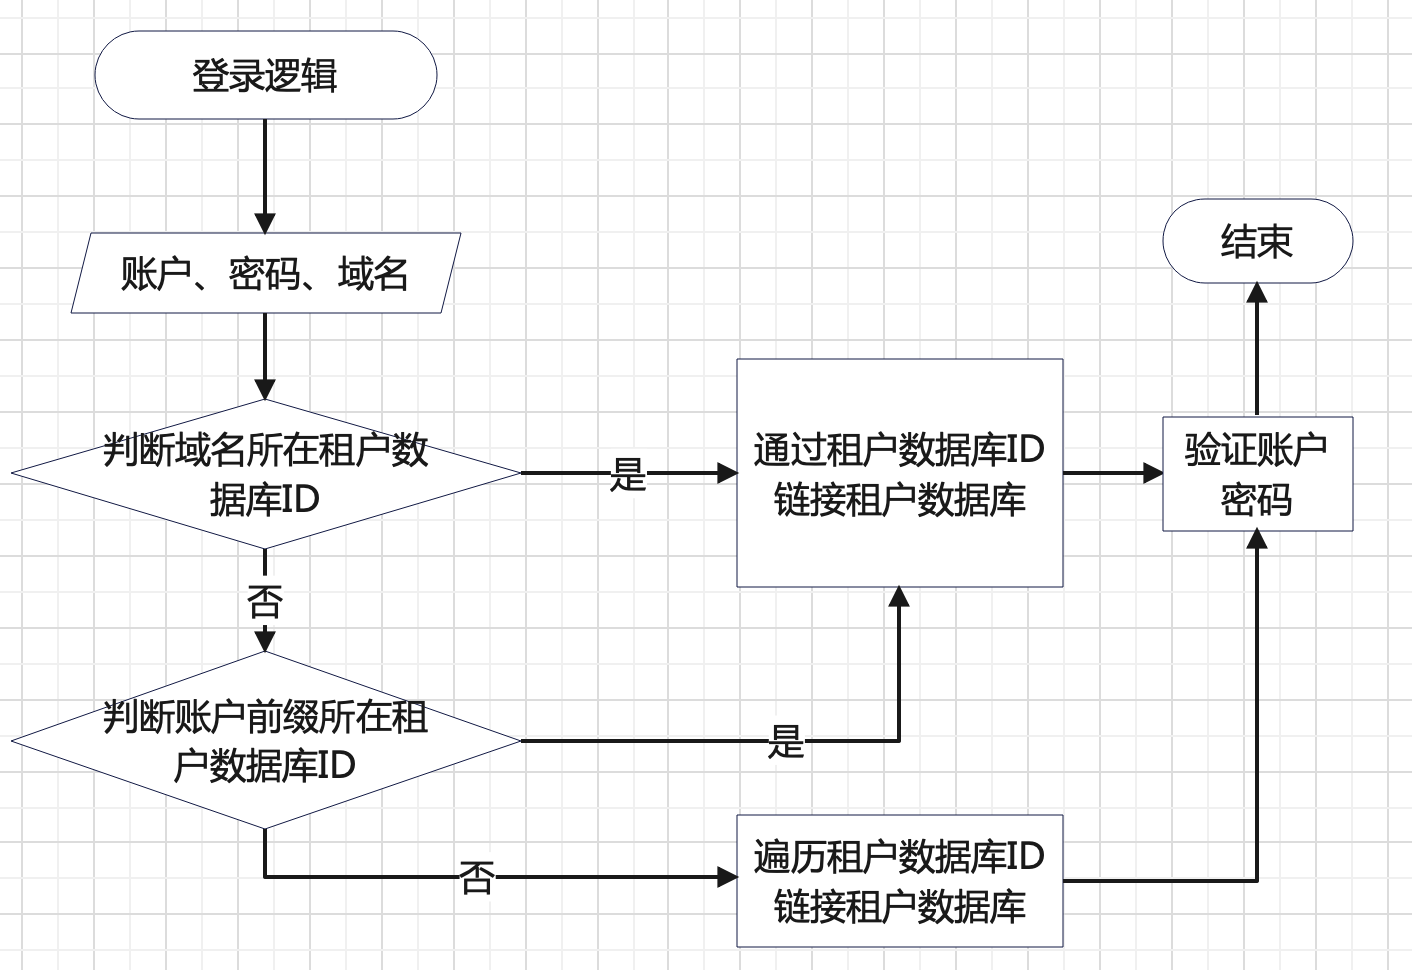 登录逻辑
账户、密码、域名
判断域名所在租户数
据库ID
是
通过租户数据库ID
链接租户数据库
验证账户
密码
结束
否
判断账户前缀所在租
户数据库ID
是
否
遍历租户数据库ID
链接租户数据库